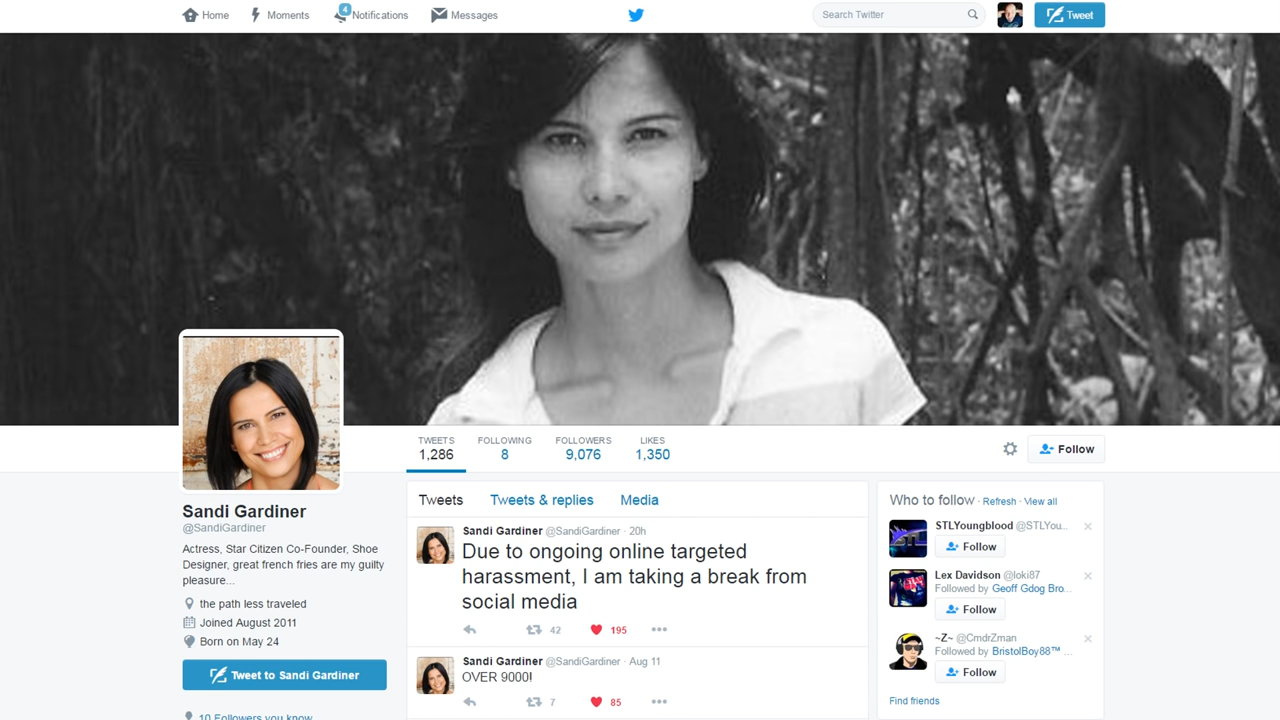 Home Moments 4 Notifications Messages Search Twitter Tweet
TWEETS FOLLOWING FOLLOWERS LIKES
1,286 8 9,076 1,350
Follow
Sandi Gardiner
@SandiGardiner
Actress, Star Citizen Co-Founder, Shoe
Designer, great french fries are my guilty
pleasure...
the path less traveled
Joined August 2011
Born on May 24
Tweet to Sandi Gardiner
10 Followers you know
Tweets Tweets & replies Media
Sandi Gardiner @SandiGardiner · 20h
Due to ongoing online targeted
harassment, I am taking a break from
social media
42 195
Sandi Gardiner @SandiGardiner · Aug 11
OVER 9000!
7 85
Who to follow · Refresh · View all
STLYoungblood @STLYou...
Follow
Lex Davidson @loki87
Followed by Geoff Gdog Bro...
Follow
~Z~ @CmdrZman
Followed by BristolBoy88™ ...
Follow
Find friends